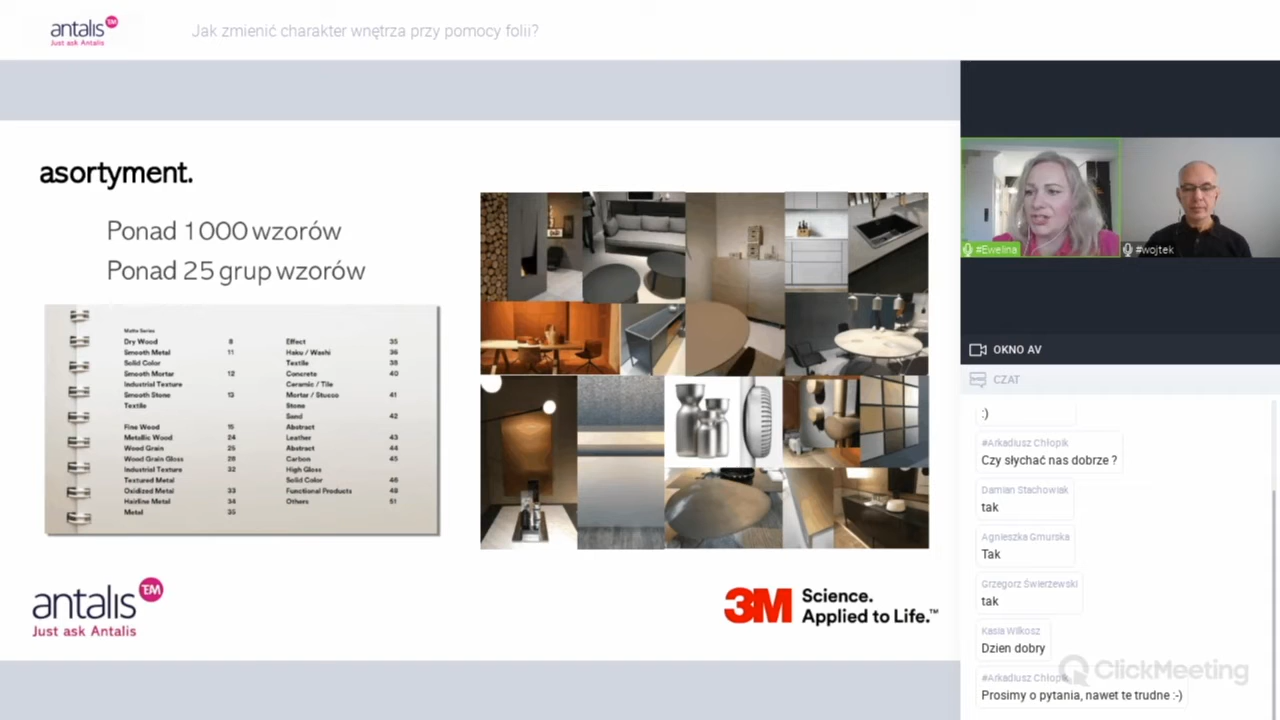 antalis TM
Just ask Antalis
Jak zmienić charakter wnętrza przy pomocy folii?
asortyment.
Ponad 1000 wzorów
Ponad 25 grup wzorów
Matte Series
Dry Wood 8
Smooth Metal 11
Solid Color
Smooth Mortar 12
Industrial Texture
Smooth Stone 13
Textile
Fine Wood 15
Metallic Wood 24
Wood Grain 25
Wood Grain Gloss 28
Industrial Texture 32
Textured Metal
Oxidized Metal 33
Hairline Metal 34
Metal 35
Effect 35
Haku / Washi 36
Textile 38
Concrete 40
Ceramic / Tile
Mortar / Stucco 41
Stone
Sand 42
Abstract
Leather 43
Abstract 44
Carbon 45
High Gloss
Solid Color 46
Functional Products 49
Others 51
antalis TM
Just ask Antalis
3M Science.
Applied to Life.™
#Ewelina
#wojtek
OKNO AV
CZAT
:)
#Arkadiusz Chłopik
Czy słychać nas dobrze ?
Damian Stachowiak
tak
Agnieszka Gmurska
Tak
Grzegorz Świerżewski
tak
Kasia Wilkosz
Dzien dobry
#Arkadiusz Chłopik
Prosimy o pytania, nawet te trudne :-)
ClickMeeting